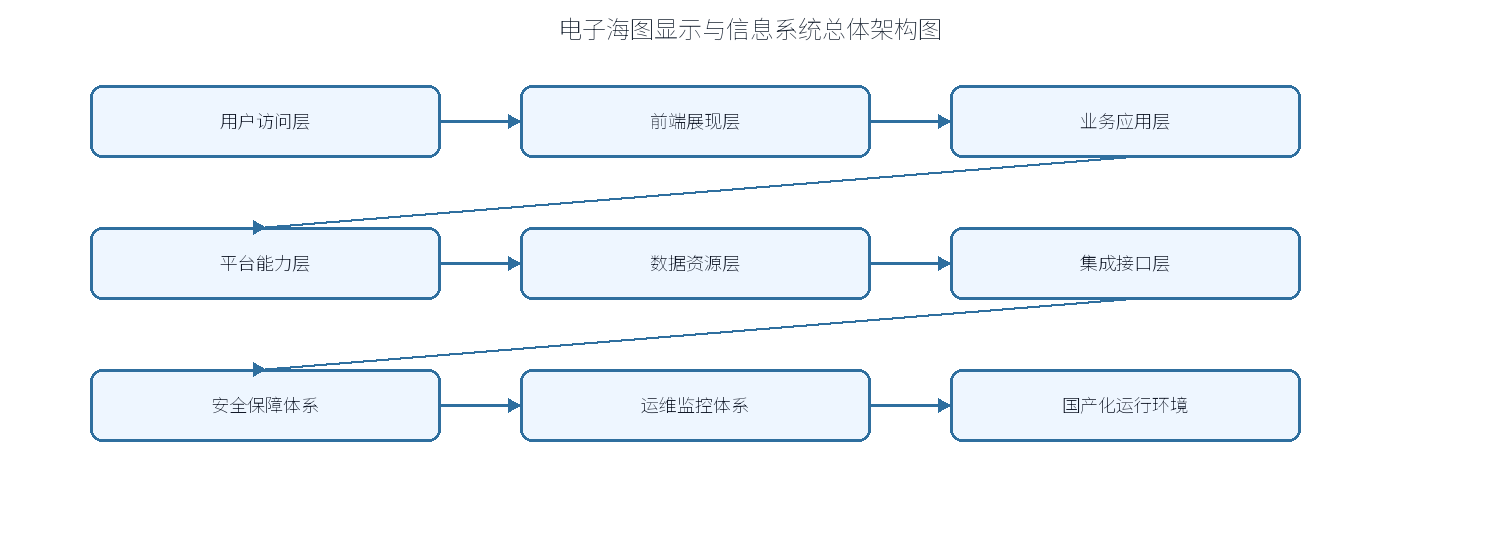 电子海图显示与信息系统总体架构图
用户访问层
前端展现层
业务应用层
平台能力层
数据资源层
集成接口层
安全保障体系
运维监控体系
国产化运行环境